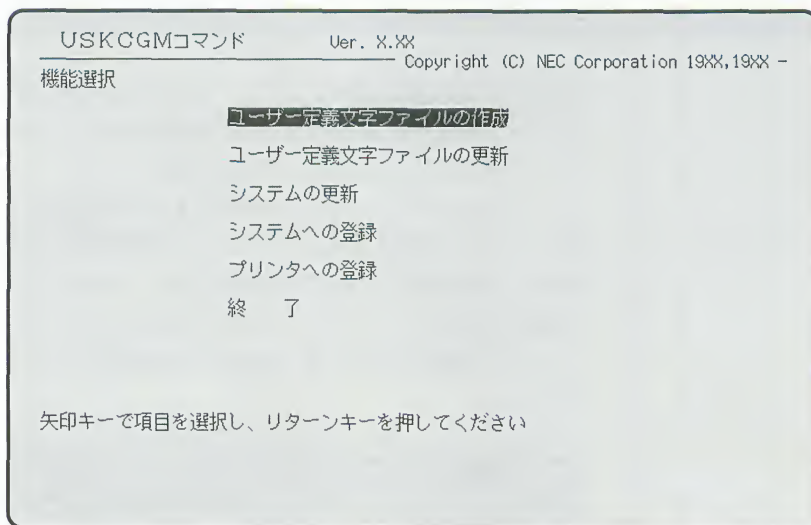 USKCGMコマンド Ver. X.XX
Copyright (C) NEC Corporation 19XX,19XX -
機能選択
ユーザー定義文字ファイルの作成
ユーザー定義文字ファイルの更新
システムの更新
システムへの登録
プリンタへの登録
終 了
矢印キーで項目を選択し、リターンキーを押してください